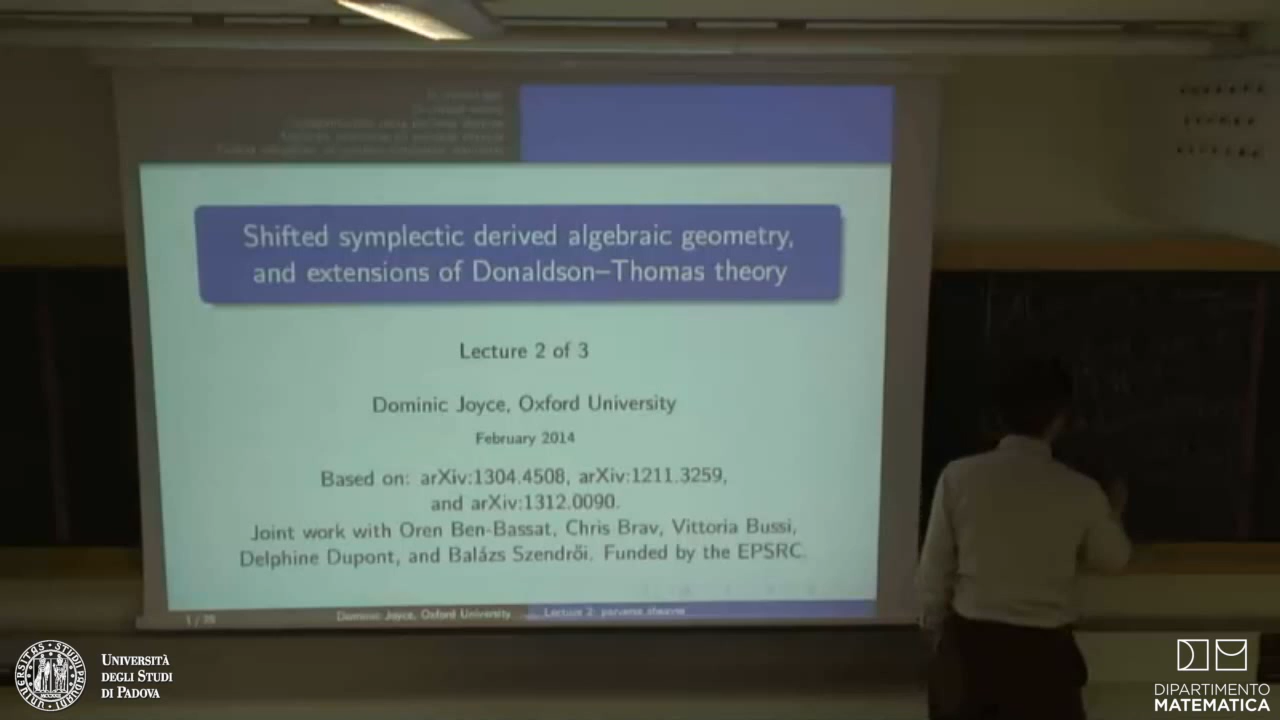 Shifted symplectic derived algebraic geometry,
and extensions of Donaldson–Thomas theory
Lecture 2 of 3
Dominic Joyce, Oxford University
February 2014
Based on: arXiv:1304.4508, arXiv:1211.3259,
and arXiv:1312.0090.
Joint work with Oren Ben-Bassat, Chris Brav, Vittoria Bussi,
Delphine Dupont, and Balázs Szendrői. Funded by the EPSRC.
Dominic Joyce, Oxford University Lecture 2: perverse sheaves
UNIVERSITÀ
DEGLI STUDI
DI PADOVA
DIPARTIMENTO
MATEMATICA